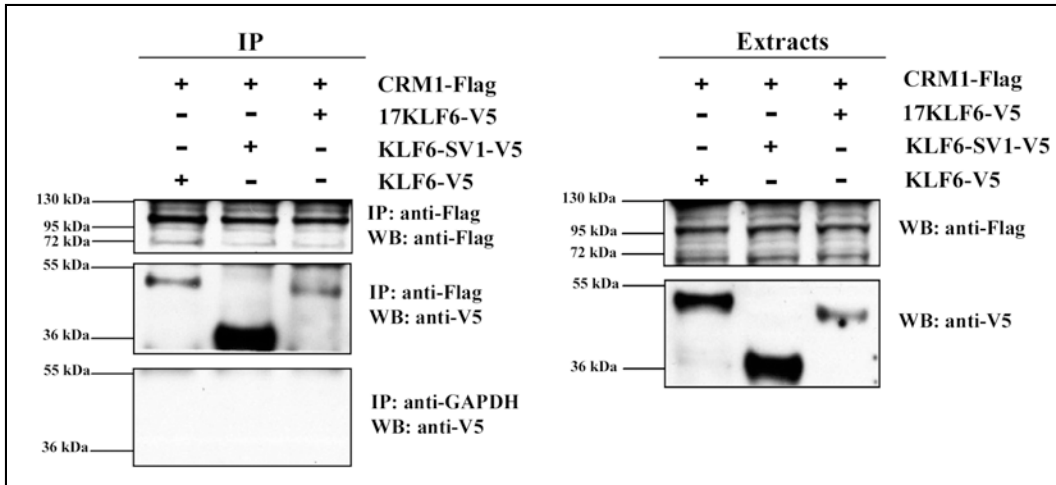 IP
+ + + CRM1-Flag
- - + 17KLF6-V5
- + - KLF6-SV1-V5
+ - - KLF6-V5
130 kDa
95 kDa
72 kDa
IP: anti-Flag
WB: anti-Flag
55 kDa
36 kDa
IP: anti-Flag
WB: anti-V5
55 kDa
36 kDa
IP: anti-GAPDH
WB: anti-V5
Extracts
+ + + CRM1-Flag
- - + 17KLF6-V5
- + - KLF6-SV1-V5
+ - - KLF6-V5
130 kDa
95 kDa
72 kDa
WB: anti-Flag
55 kDa
36 kDa
WB: anti-V5